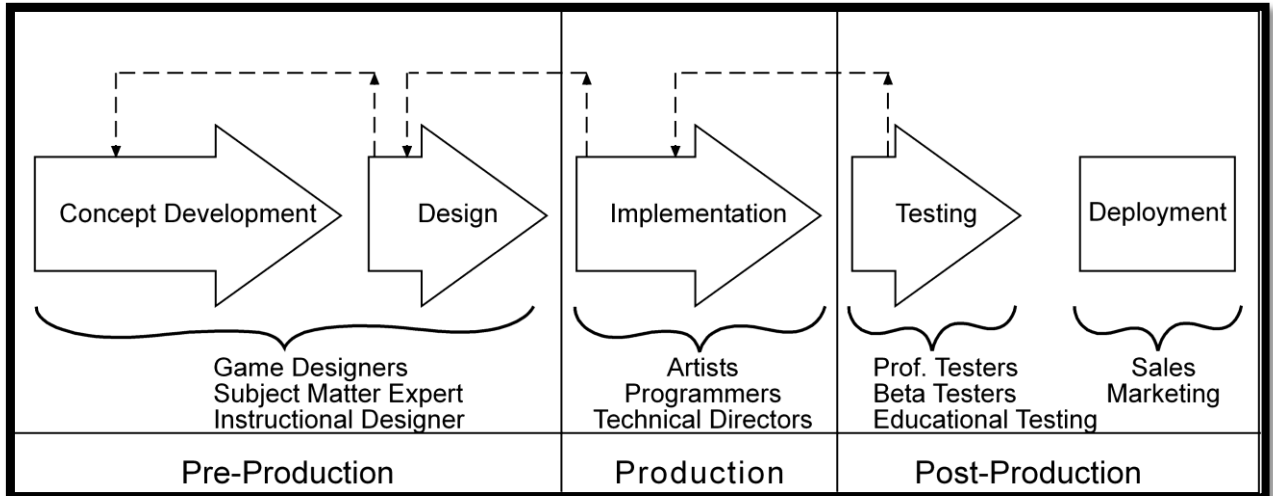 Concept Development
Design
Implementation
Testing
Deployment
Game Designers
Subject Matter Expert
Instructional Designer
Artists
Programmers
Technical Directors
Prof. Testers
Beta Testers
Educational Testing
Sales
Marketing
Pre-Production
Production
Post-Production